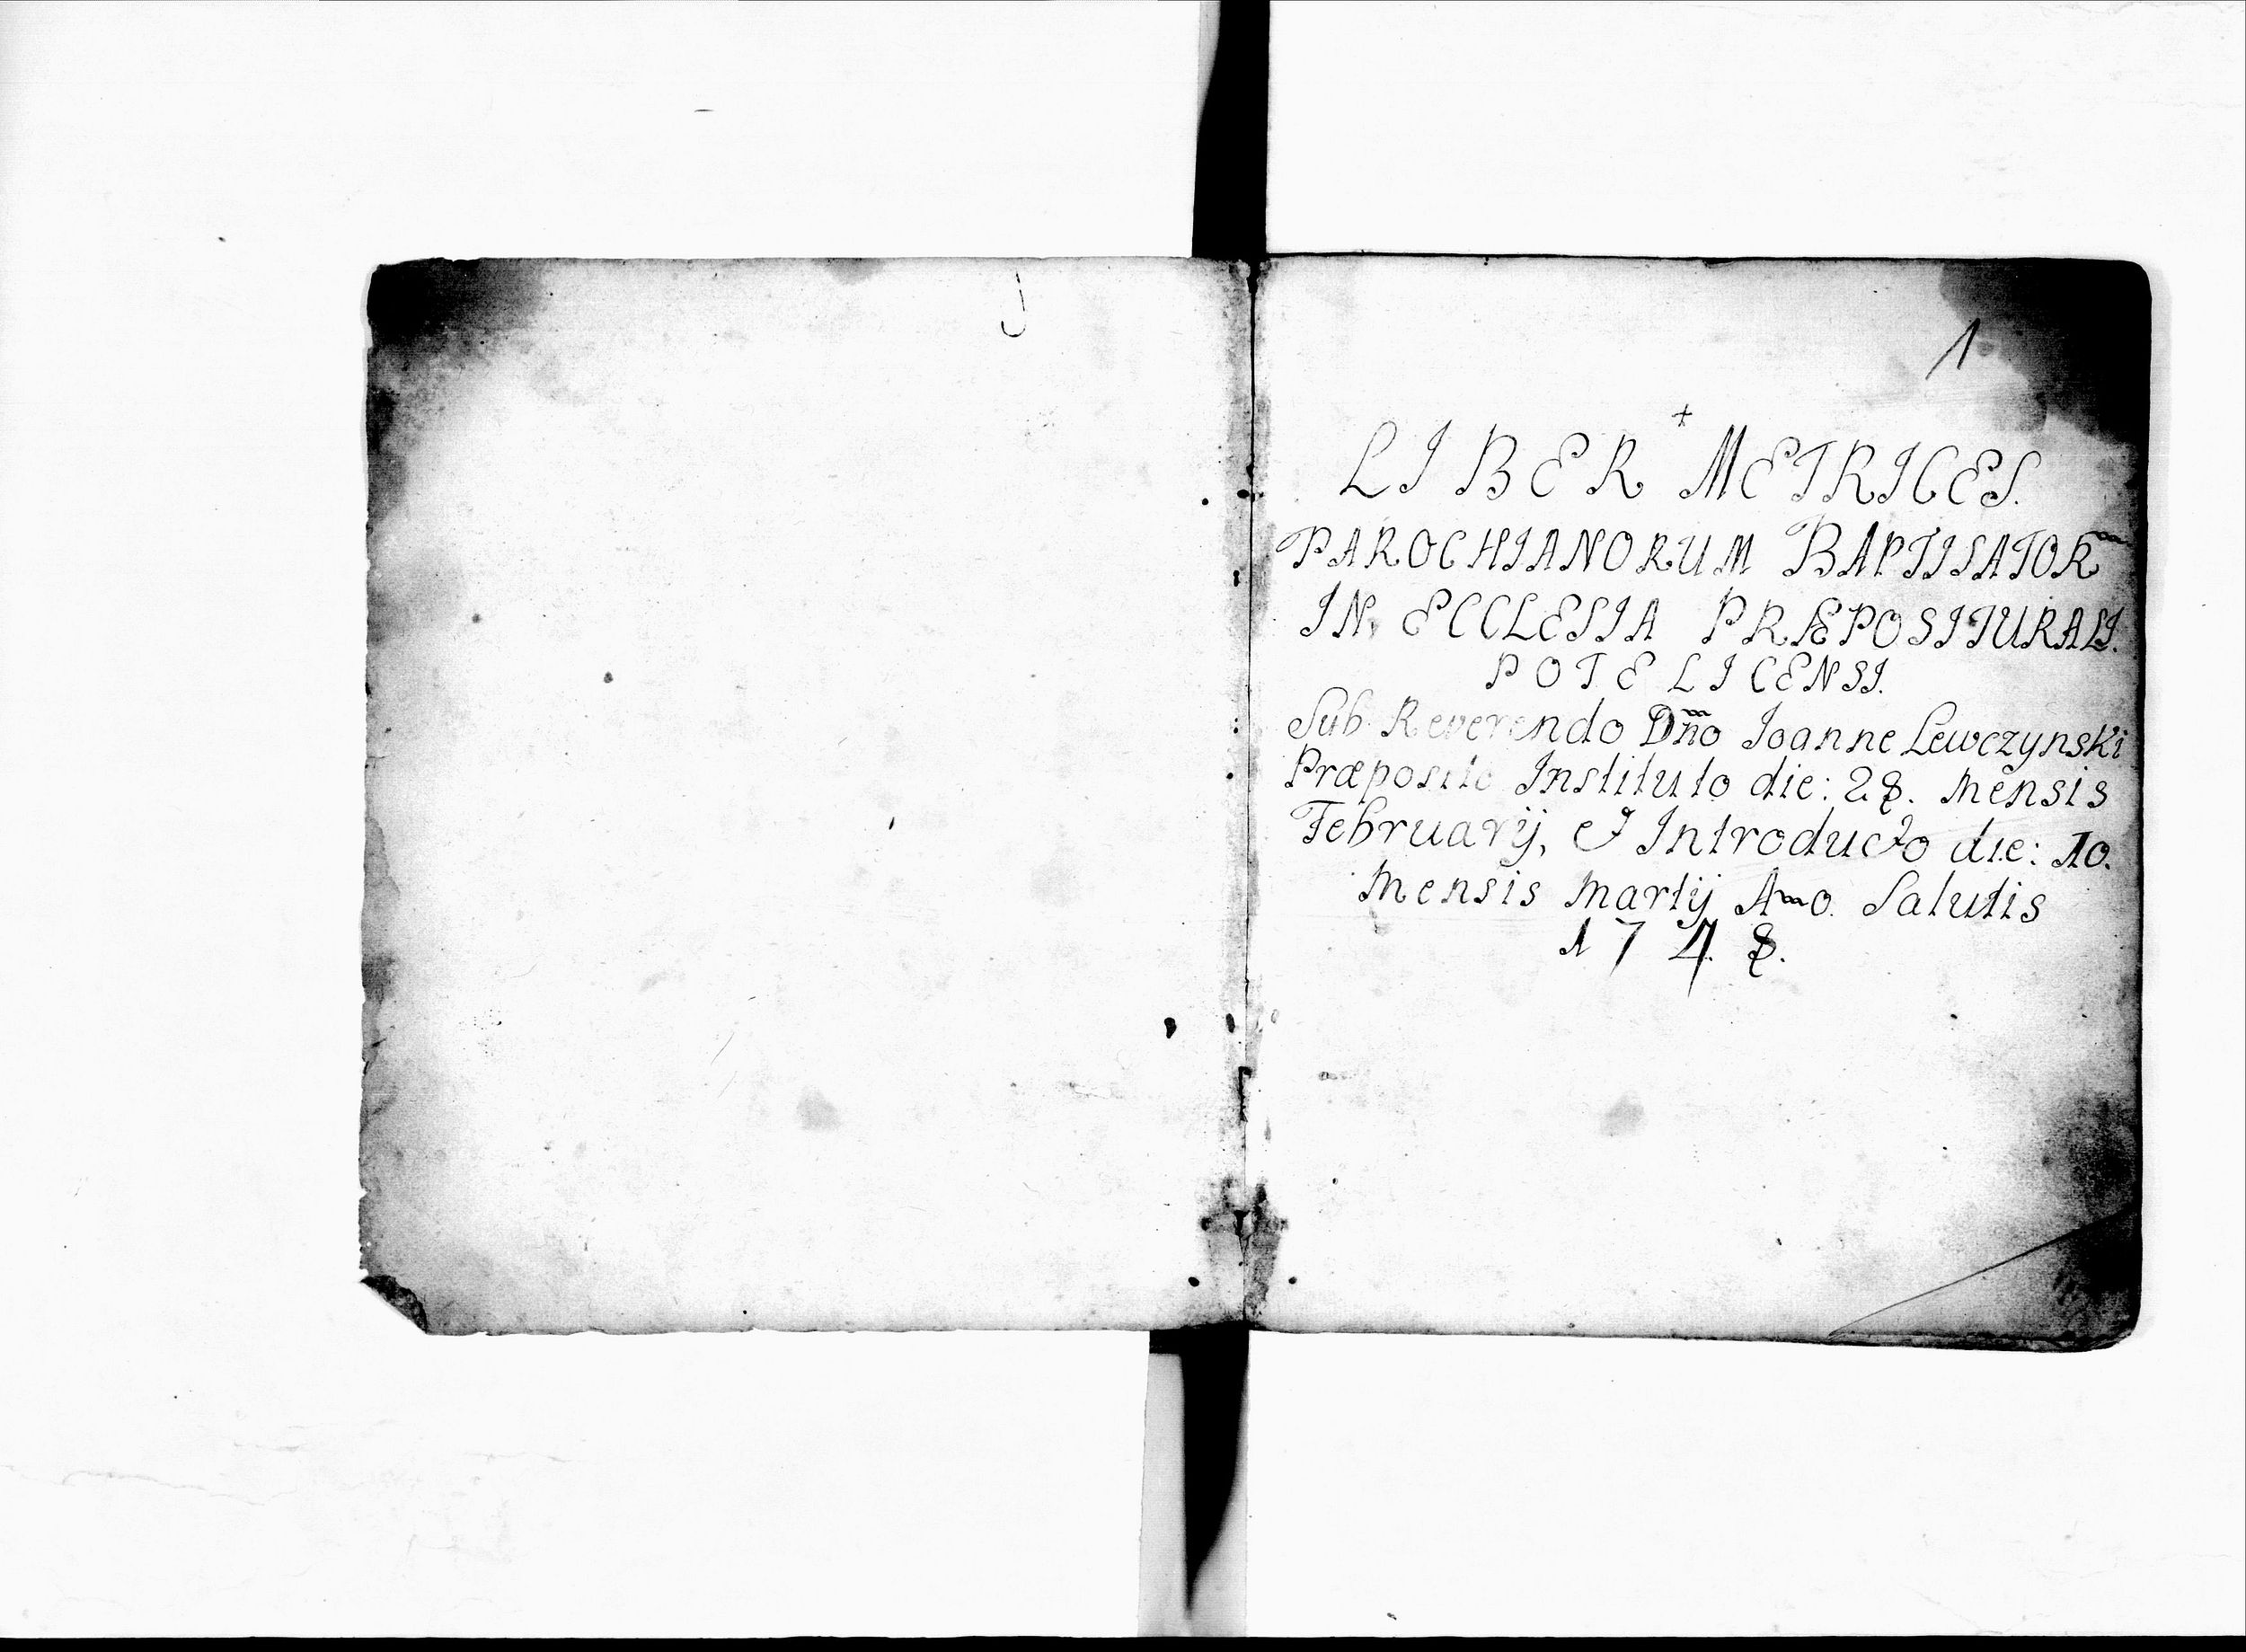 1
+
LIBER METRICES.
PAROCHIANORUM BAPTISATOR
IN ECCLESIA PRÆPOSITURALI.
POTELICENSI.
Sub Reverendo Dño Joanne Lewczynski
Præposito Instituto die: 28. Mensis
Februarij, et Introducto die: 10.
Mensis Martij A~o. Salutis
1748.